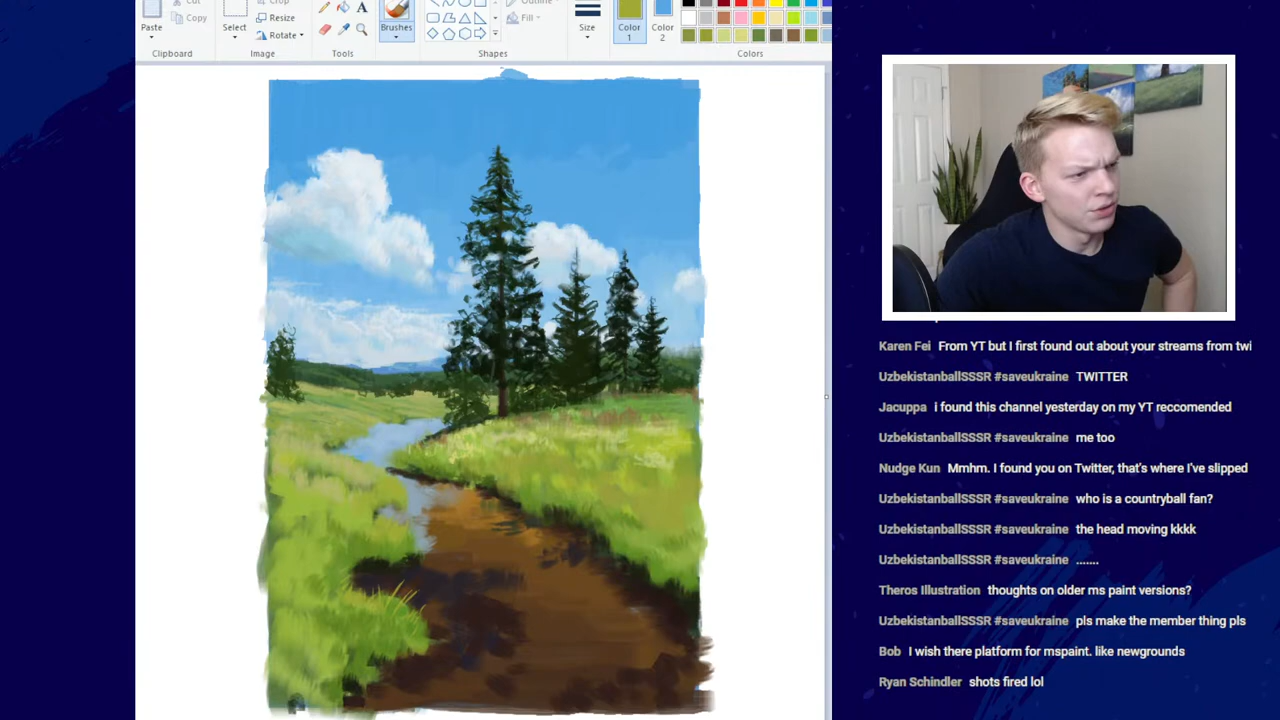 Cut
Crop
Outline
Paste
Copy
Select
Resize
Rotate
Brushes
Fill
Size
Color
1
Color
2
Clipboard
Image
Tools
Shapes
Colors
Karen Fei From YT but I first found out about your streams from twi
UzbekistanballSSSR #saveukraine TWITTER
Jacuppa i found this channel yesterday on my YT reccomended
UzbekistanballSSSR #saveukraine me too
Nudge Kun Mmhm. I found you on Twitter, that's where I've slipped
UzbekistanballSSSR #saveukraine who is a countryball fan?
UzbekistanballSSSR #saveukraine the head moving kkkk
UzbekistanballSSSR #saveukraine .......
Theros Illustration thoughts on older ms paint versions?
UzbekistanballSSSR #saveukraine pls make the member thing pls
Bob I wish there platform for mspaint. like newgrounds
Ryan Schindler shots fired lol